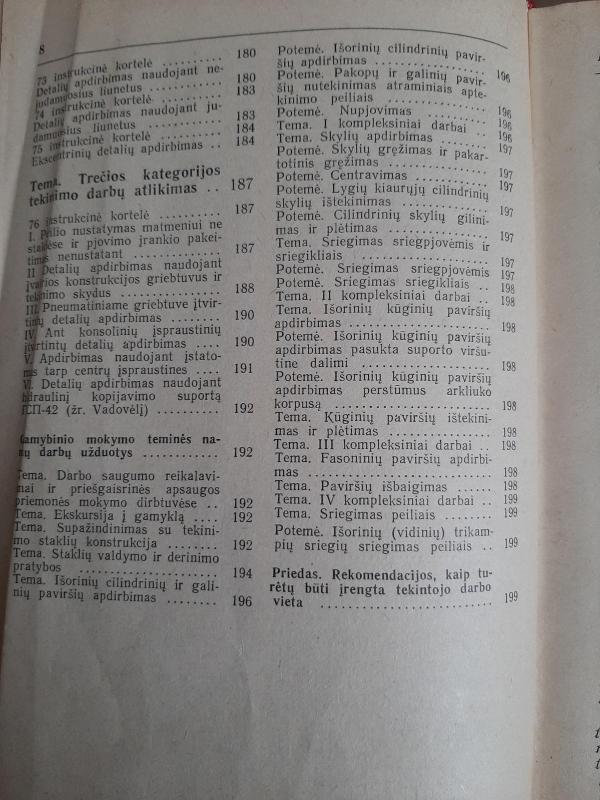 8
73 instrukcinė kortelė .......... 180
Detalių apdirbimas naudojant ne-
judamuosius liunetus ........... 180
74 instrukcinė kortelė .......... 183
Detalių apdirbimas naudojant ju-
damuosius liunetus ........... 183
75 instrukcinė kortelė .......... 184
Ekscentrinių detalių apdirbimas .. 184
Tema. Trečios kategorijos
tekinimo darbų atlikimas .. 187
76 instrukcinė kortelė .......... 187
I. Peilio nustatymas matmeniui ne
staklėse ir pjovimo įrankio pakei-
timas nenustatant ............ 187
II Detalių apdirbimas naudojant
įvairios konstrukcijos griebtuvus ir
tekinimo skydus .............. 188
III. Pneumatiniame griebtuve įtvir-
tintų detalių apdirbimas ........ 190
IV. Ant konsolinių įspraustinių
įtvirtintų detalių apdirbimas .... 190
V. Apdirbimas naudojant įstato-
mas tarp centrų įspraustines .... 191
VI. Detalių apdirbimas naudojant
hidraulinį kopijavimo suportą
KСП-42 (žr. Vadovėlį) .......... 192
Gamybinio mokymo teminės na-
mų darbų užduotys ............ 192
Tema. Darbo saugumo reikalavi-
mai ir priešgaisrinės apsaugos
priemonės mokymo dirbtuvėse .. 192
Tema. Ekskursija į gamyklą .... 192
Tema. Supažindinimas su tekini-
mo staklių konstrukcija ........ 192
Tema. Staklių valdymo ir derinimo
pratybos .................... 194
Tema. Išorinių cilindrinių ir gali-
nių paviršių apdirbimas ........ 196
Potemė. Išorinių cilindrinių pavir-
šių apdirbimas ................ 196
Potemė. Pakopų ir galinių pavir-
šių nutekinimas atraminiais apte-
kinimo peiliais ................ 196
Potemė. Nupjovimas ............ 196
Tema. I kompleksiniai darbai .. 196
Tema. Skylių apdirbimas ........ 197
Potemė. Skylių gręžimas ir pakar-
totinis gręžimas .............. 197
Potemė. Centravimas ............ 197
Potemė. Lygių kiaurųjų cilindrinių
skylių ištekinimas ............ 197
Potemė. Cilindrinių skylių gilini-
mas ir plėtimas .............. 197
Tema. Sriegimas sriegpjovėmis ir
sriegikliais .................. 197
Potemė. Sriegimas sriegpjovėmis 197
Potemė. Sriegimas sriegikliais .. 198
Tema. II kompleksiniai darbai .. 198
Tema. Išorinių kūginių paviršių
apdirbimas .................... 198
Potemė. Išorinių kūginių paviršių
apdirbimas pasukta suporto viršu-
tine dalimi .................. 198
Potemė. Išorinių kūginių paviršių
apdirbimas perstūmus arkliuko
korpusą ...................... 198
Tema. Kūginių paviršių ištekini-
mas ir plėtimas .............. 198
Tema. III kompleksiniai darbai .. 198
Tema. Fasoninių paviršių apdirbi-
mas .......................... 198
Tema. Paviršių išbaigimas ...... 198
Tema. IV kompleksiniai darbai .. 199
Tema. Sriegimas peiliais ........ 199
Potemė. Išorinių (vidinių) trikam-
pių sriegių sriegimas peiliais .. 199
Priedas. Rekomendacijos, kaip tu-
rėtų būti įrengta tekintojo darbo
vieta ........................ 199